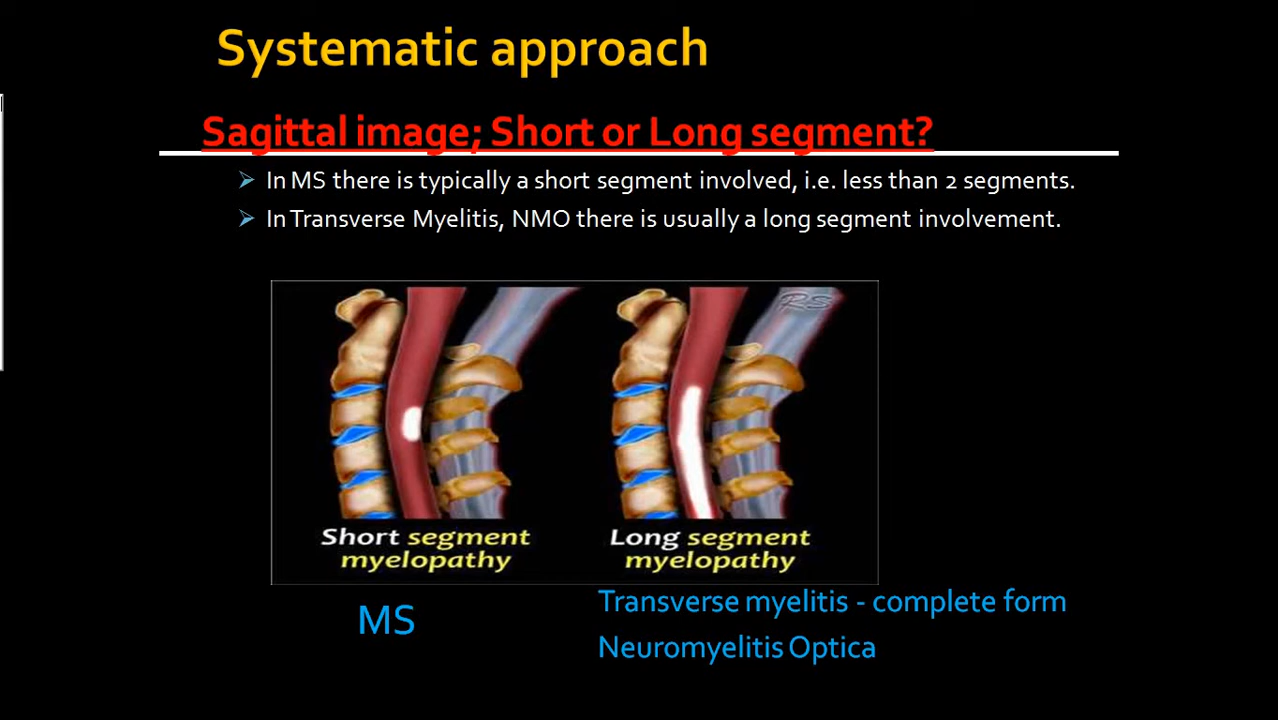 Systematic approach
Sagittal image; Short or Long segment?
In MS there is typically a short segment involved, i.e. less than 2 segments.
In Transverse Myelitis, NMO there is usually a long segment involvement.
RS
Short segment
myelopathy
Long segment
myelopathy
MS
Transverse myelitis - complete form
Neuromyelitis Optica